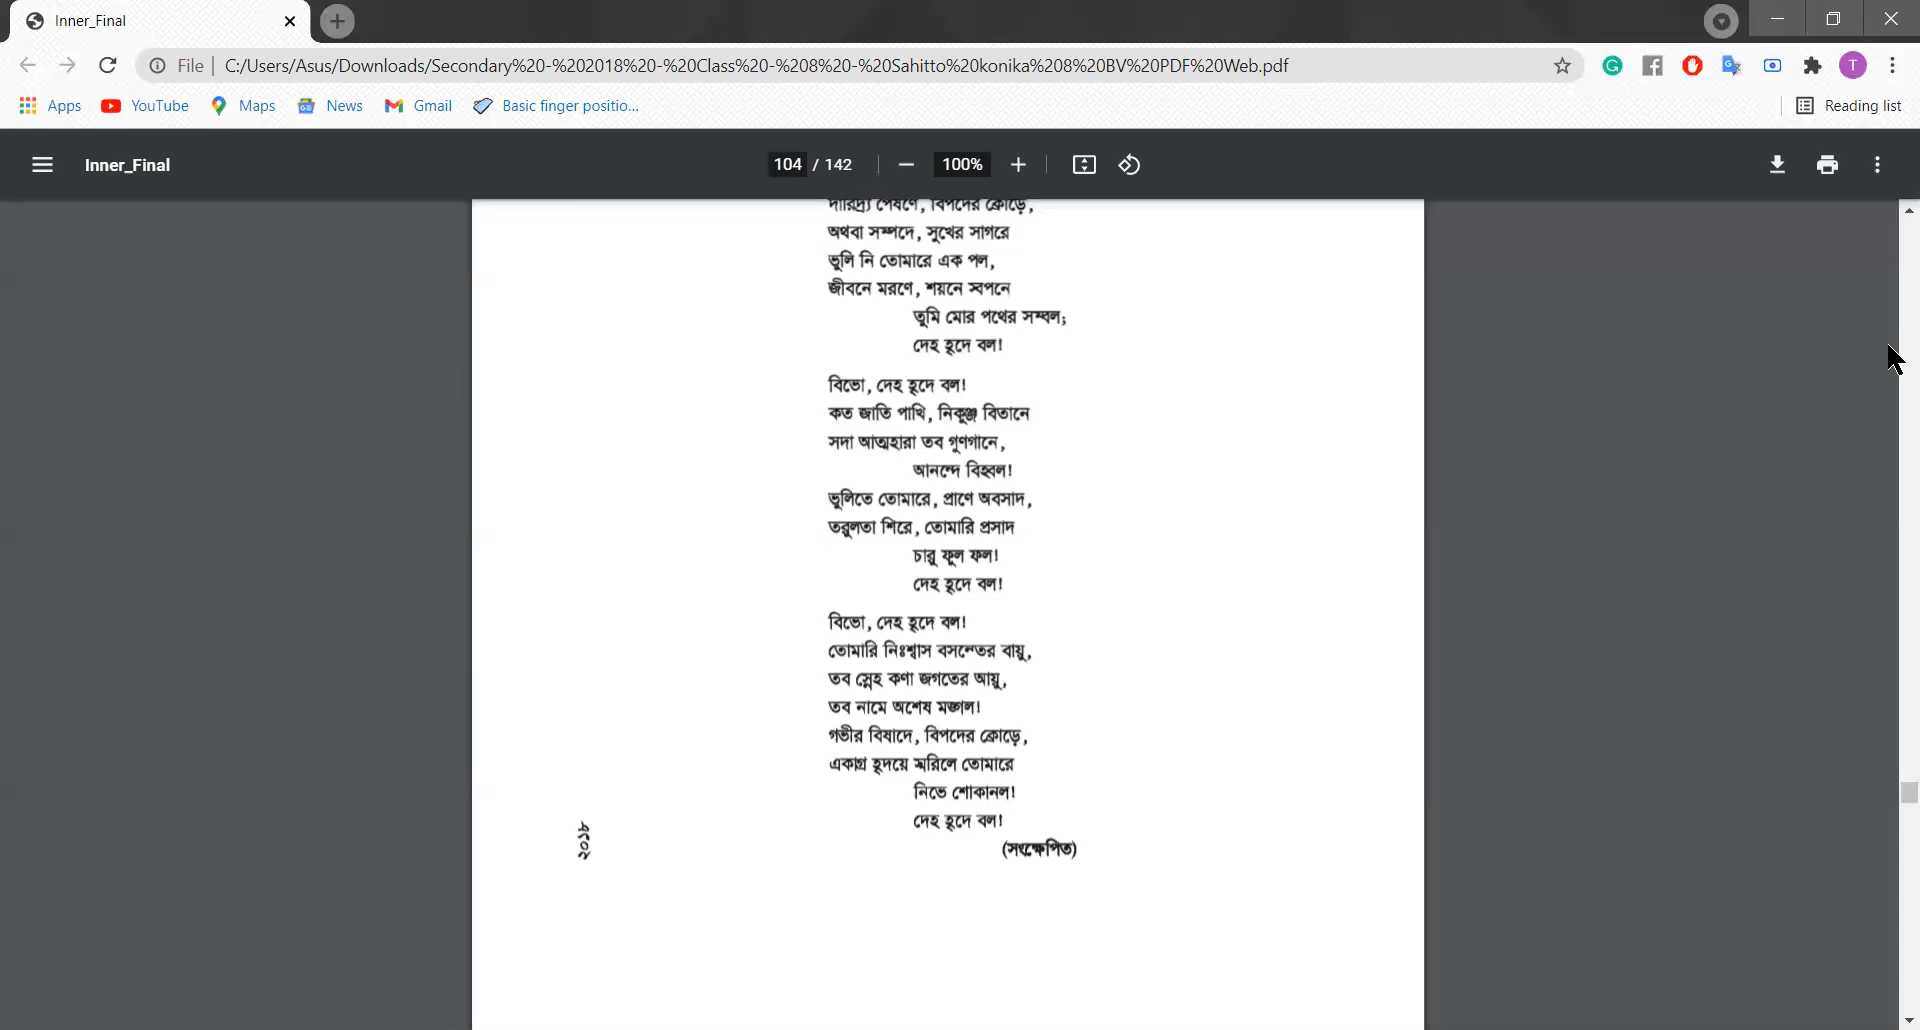 Inner_Final
File
C:/Users/Asus/Downloads/Secondary%20-%202018%20-%20Class%20-%208%20-%20Sahitto%20konika%208%20BV%20PDF%20Web.pdf
T
Apps YouTube Maps News Gmail Basic finger positio... Reading list
Inner_Final 104 / 142 100%
দারিদ্র্য পেষণে, বিপদের ক্রোড়ে,
অথবা সম্পদে, সুখের সাগরে
ভুলি নি তোমারে এক পল,
জীবনে মরণে, শয়নে স্বপনে
তুমি মোর পথের সম্বল;
দেহ হৃদে বল!
বিভো, দেহ হৃদে বল!
কত জাতি পাখি, নিকুঞ্জ বিতানে
সদা আত্মহারা তব গুণগানে,
আনন্দে বিহ্বল!
ভুলিতে তোমারে, প্রাণে অবসাদ,
তরুলতা শিরে, তোমারি প্রসাদ
চারু ফুল ফল!
দেহ হৃদে বল!
বিভো, দেহ হৃদে বল!
তোমারি নিঃশ্বাস বসন্তের বায়ু,
তব স্নেহ কণা জগতের আয়ু,
তব নামে অশেষ মঙ্গল!
গভীর বিষাদে, বিপদের ক্রোড়ে,
একাগ্র হৃদয়ে স্মরিলে তোমারে
নিভে শোকানল!
দেহ হৃদে বল!
(সংক্ষেপিত)
২০১৮